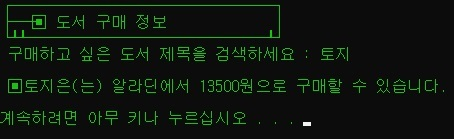 도서 구매 정보
구매하고 싶은 도서 제목을 검색하세요 : 토지
▣토지은(는) 알라딘에서 13500원으로 구매할 수 있습니다.
계속하려면 아무 키나 누르십시오 . . .